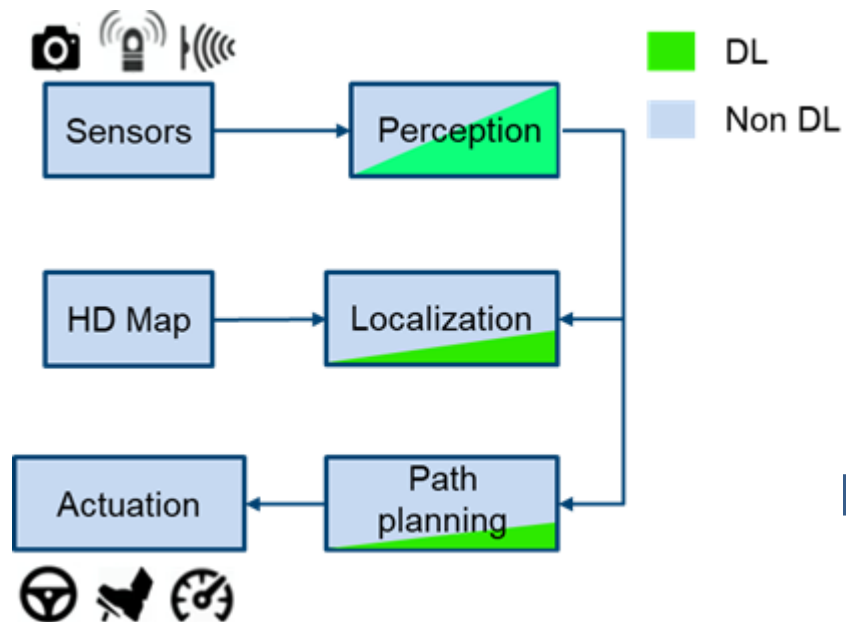 DL
Sensors
Perception
Non DL
HD Map
Localization
Actuation
Path
planning